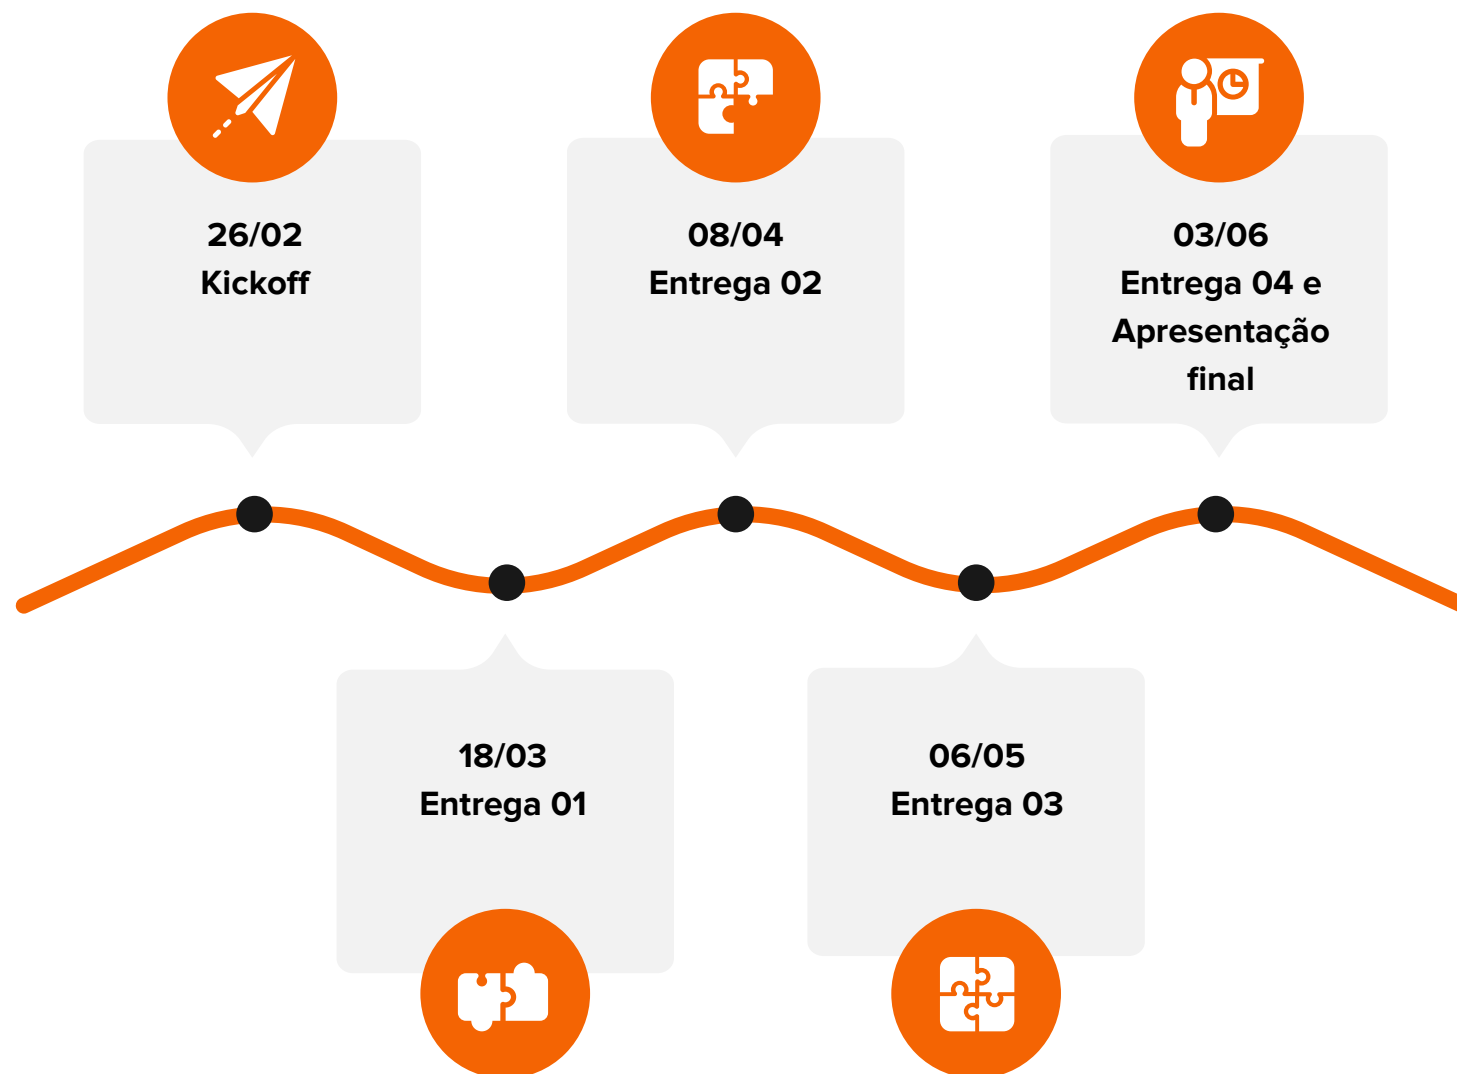 26/02
Kickoff
08/04
Entrega 02
03/06
Entrega 04 e
Apresentação
final
18/03
Entrega 01
06/05
Entrega 03